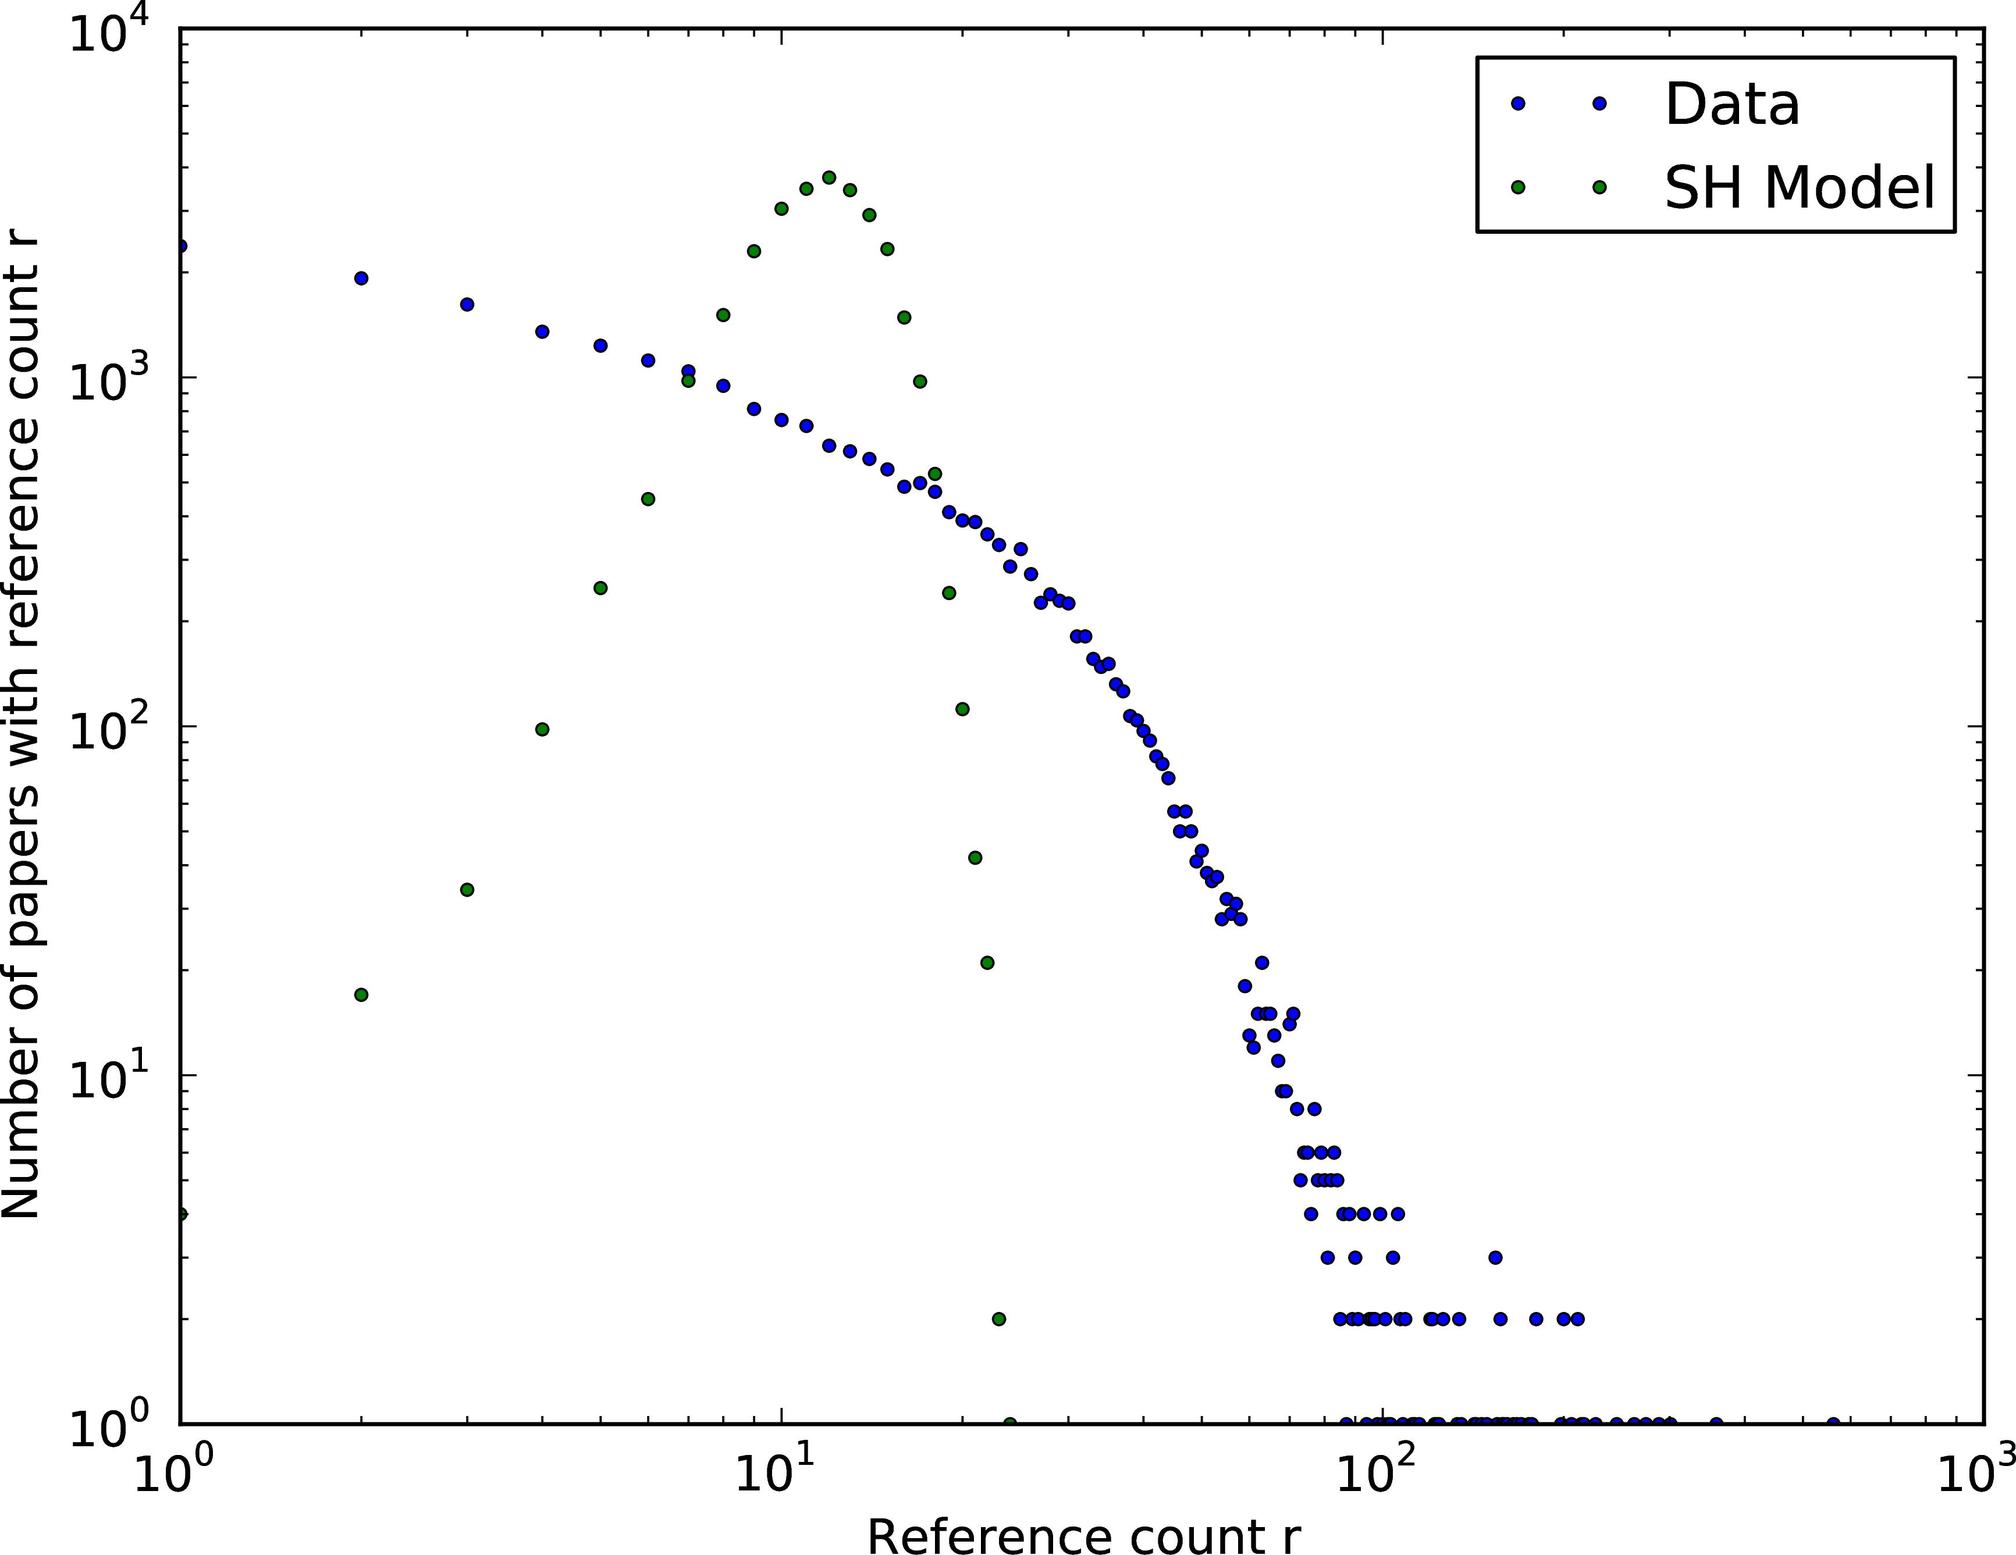 Data
SH Model
Number of papers with reference count r
10^4
10^3
10^2
10^1
10^0
10^0 10^1 10^2 10^3
Reference count r